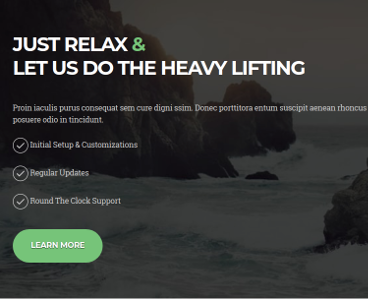 JUST RELAX &
LET US DO THE HEAVY LIFTING
Proin iaculis purus consequat sem cure digni ssim. Donec porttitora entum suscipit aenean rhoncus
posuere odio in tincidunt.
Initial Setup & Customizations
Regular Updates
Round The Clock Support
LEARN MORE